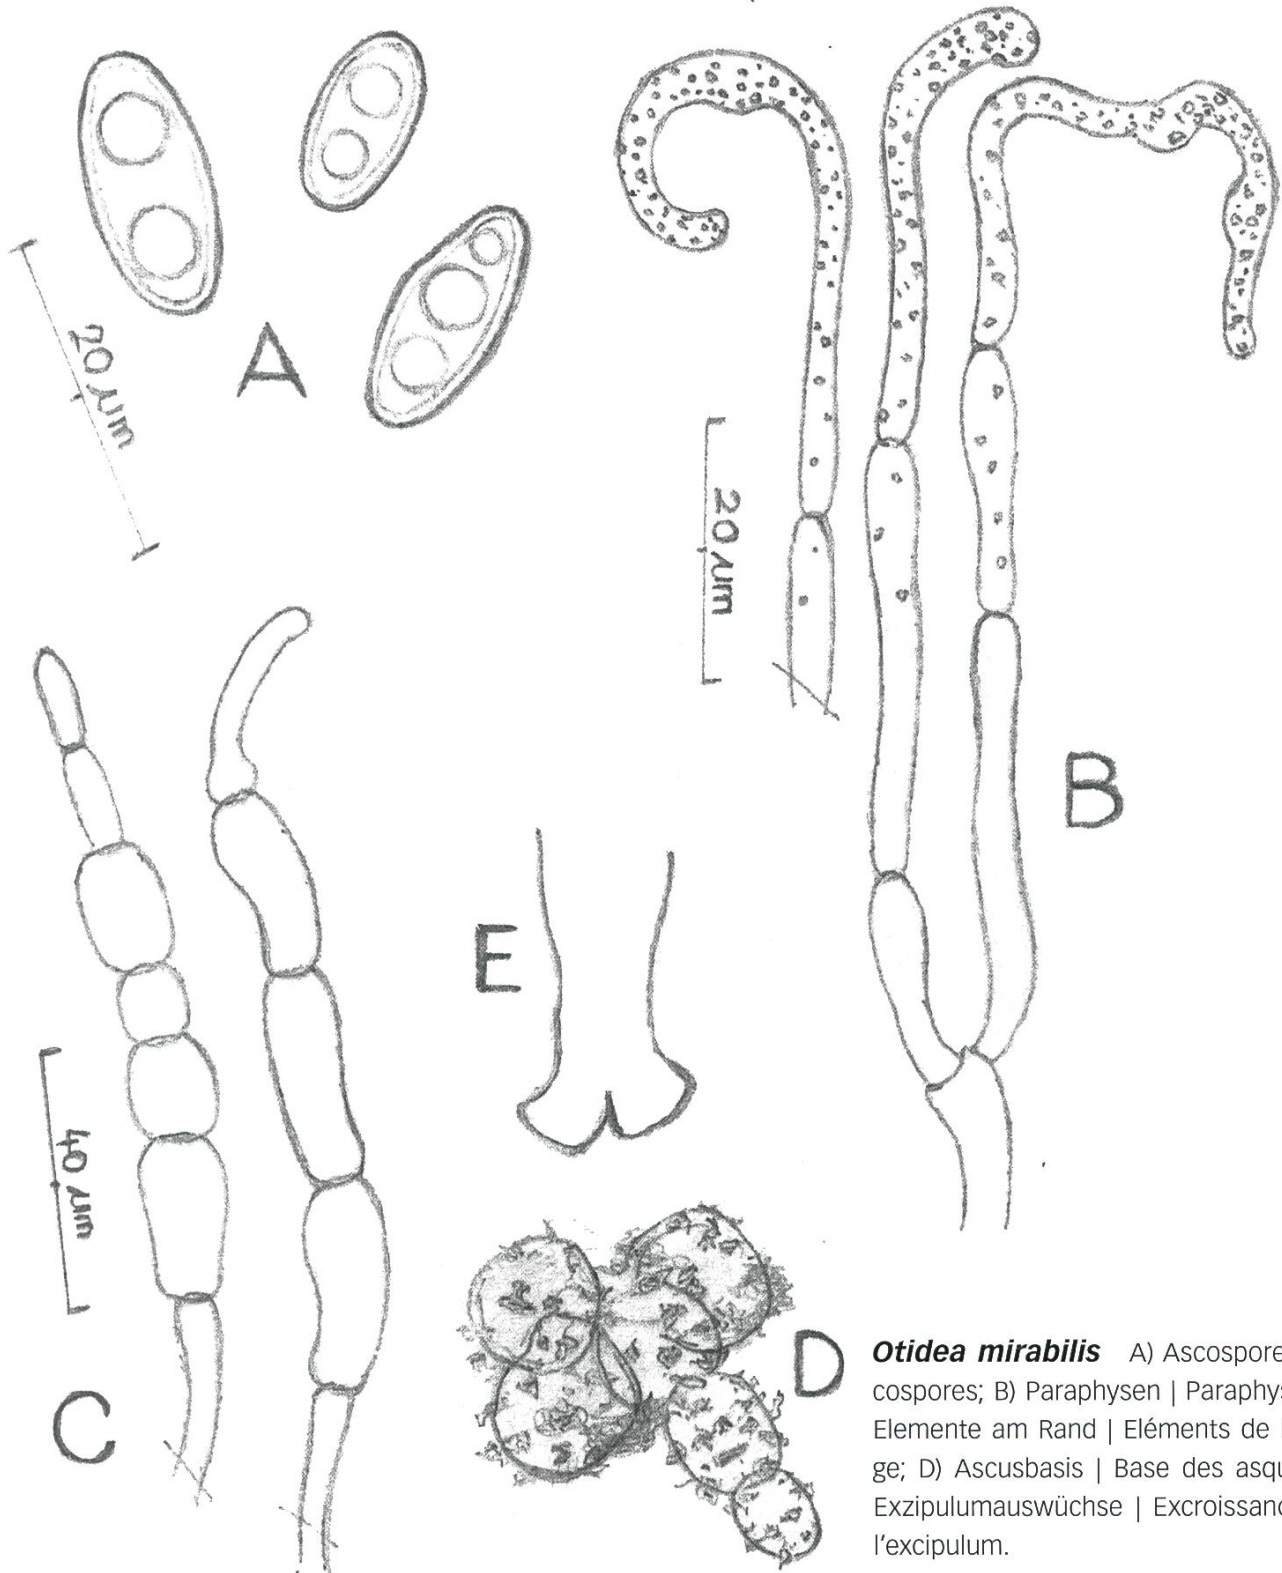 A
20 µm
20 µm
B
E
40 µm
C
D
Otidea mirabilis A) Ascospore
cospores; B) Paraphysen | Paraphys
Elemente am Rand | Eléments de
ge; D) Ascusbasis | Base des asqu
Exzipulumauswüchse | Excroissanc
l'excipulum.